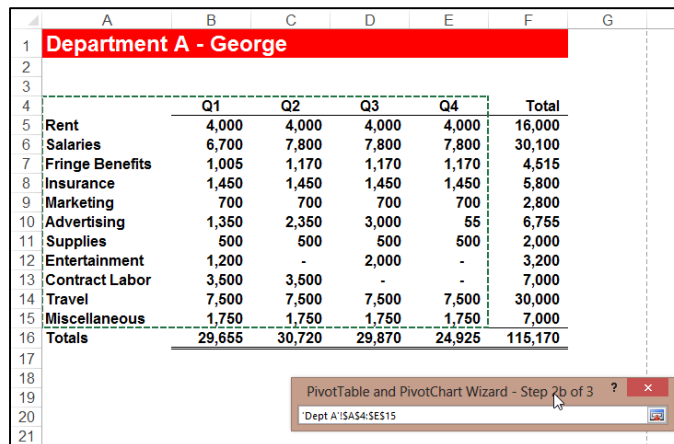 A B C D E F G
1 Department A - George
2
3
4 Q1 Q2 Q3 Q4 Total
5 Rent 4,000 4,000 4,000 4,000 16,000
6 Salaries 6,700 7,800 7,800 7,800 30,100
7 Fringe Benefits 1,005 1,170 1,170 1,170 4,515
8 Insurance 1,450 1,450 1,450 1,450 5,800
9 Marketing 700 700 700 700 2,800
10 Advertising 1,350 2,350 3,000 55 6,755
11 Supplies 500 500 500 500 2,000
12 Entertainment 1,200 - 2,000 - 3,200
13 Contract Labor 3,500 3,500 - - 7,000
14 Travel 7,500 7,500 7,500 7,500 30,000
15 Miscellaneous 1,750 1,750 1,750 1,750 7,000
16 Totals 29,655 30,720 29,870 24,925 115,170
17
18
19 PivotTable and PivotChart Wizard - Step 2b of 3 ? ×
20 'Dept A'!$A$4:$E$15
21